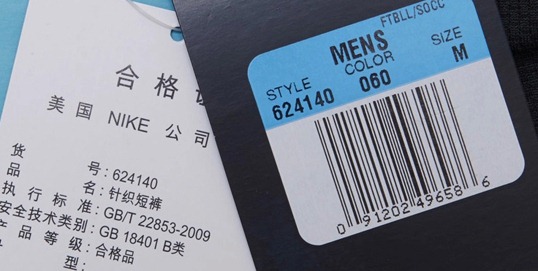 合格
美国 NIKE 公司
货 号:624140
品 名:针织短裤
执行标准:GB/T 22853-2009
安全技术类别:GB 18401 B类
产品等级:合格品
型:
FTBLL/SOCC
MENS
STYLE COLOR SIZE
624140 060 M
0 91202 49658 6